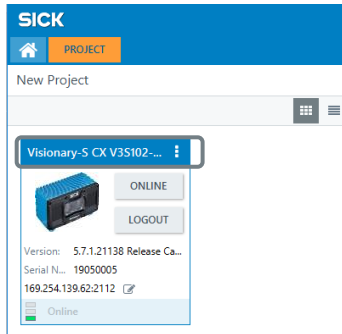 SICK
PROJECT
New Project
Visionary-S CX V3S102-...
ONLINE
LOGOUT
Version: 5.7.1.21138 Release Ca...
Serial N... 19050005
169.254.139.62:2112
Online